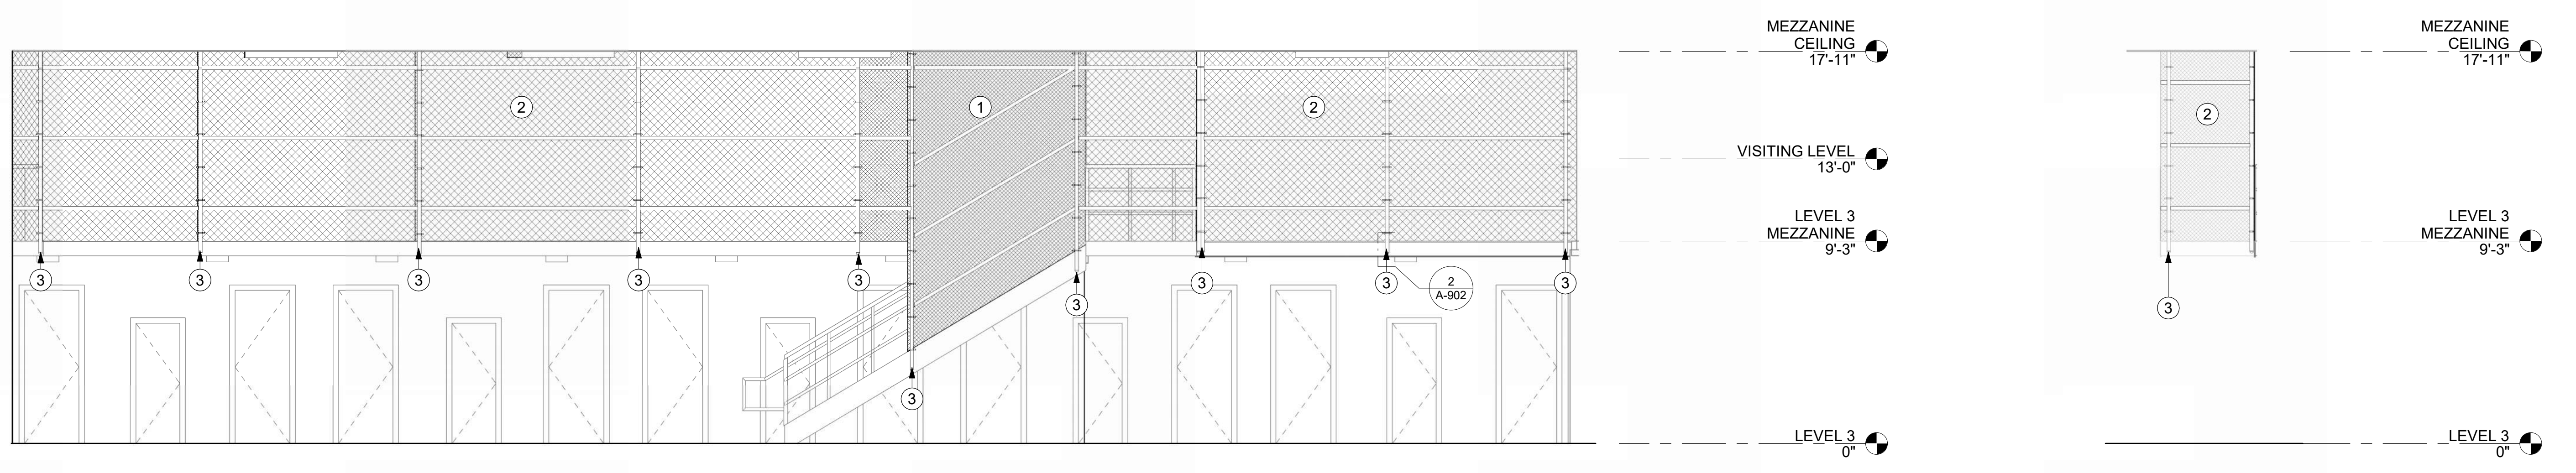 MEZZANINE
CEILING
17'-11"
2
1
2
VISITING LEVEL
13'-0"
LEVEL 3
MEZZANINE
9'-3"
3
3
3
3
3
3
3
3
3
3
2
A-902
LEVEL 3
0"
MEZZANINE
CEILING
17'-11"
2
LEVEL 3
MEZZANINE
9'-3"
3
LEVEL 3
0"